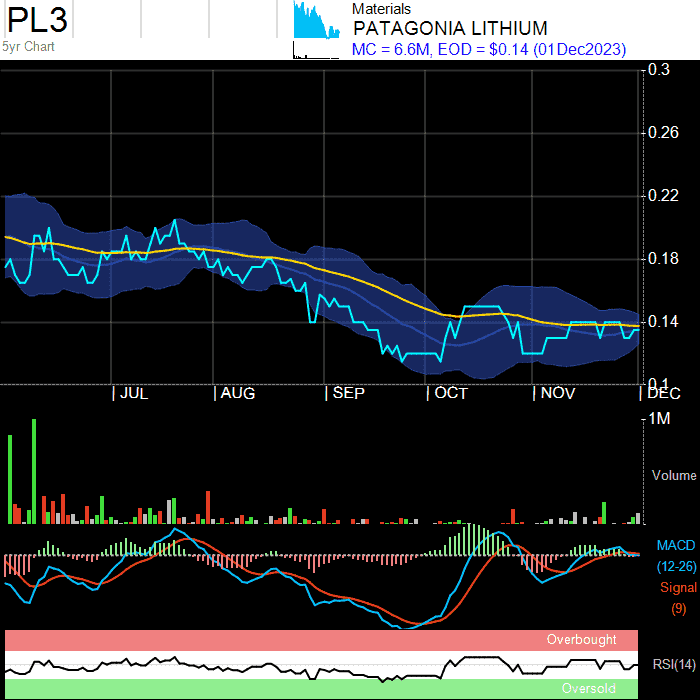 PL3
5yr Chart
Materials
PATAGONIA LITHIUM
MC = 6.6M, EOD = $0.14 (01Dec2023)
0.3
0.26
0.22
0.18
0.14
0.1
JUL AUG SEP OCT NOV DEC
1M
Volume
MACD
(12-26)
Signal
(9)
Overbought
RSI(14)
Oversold